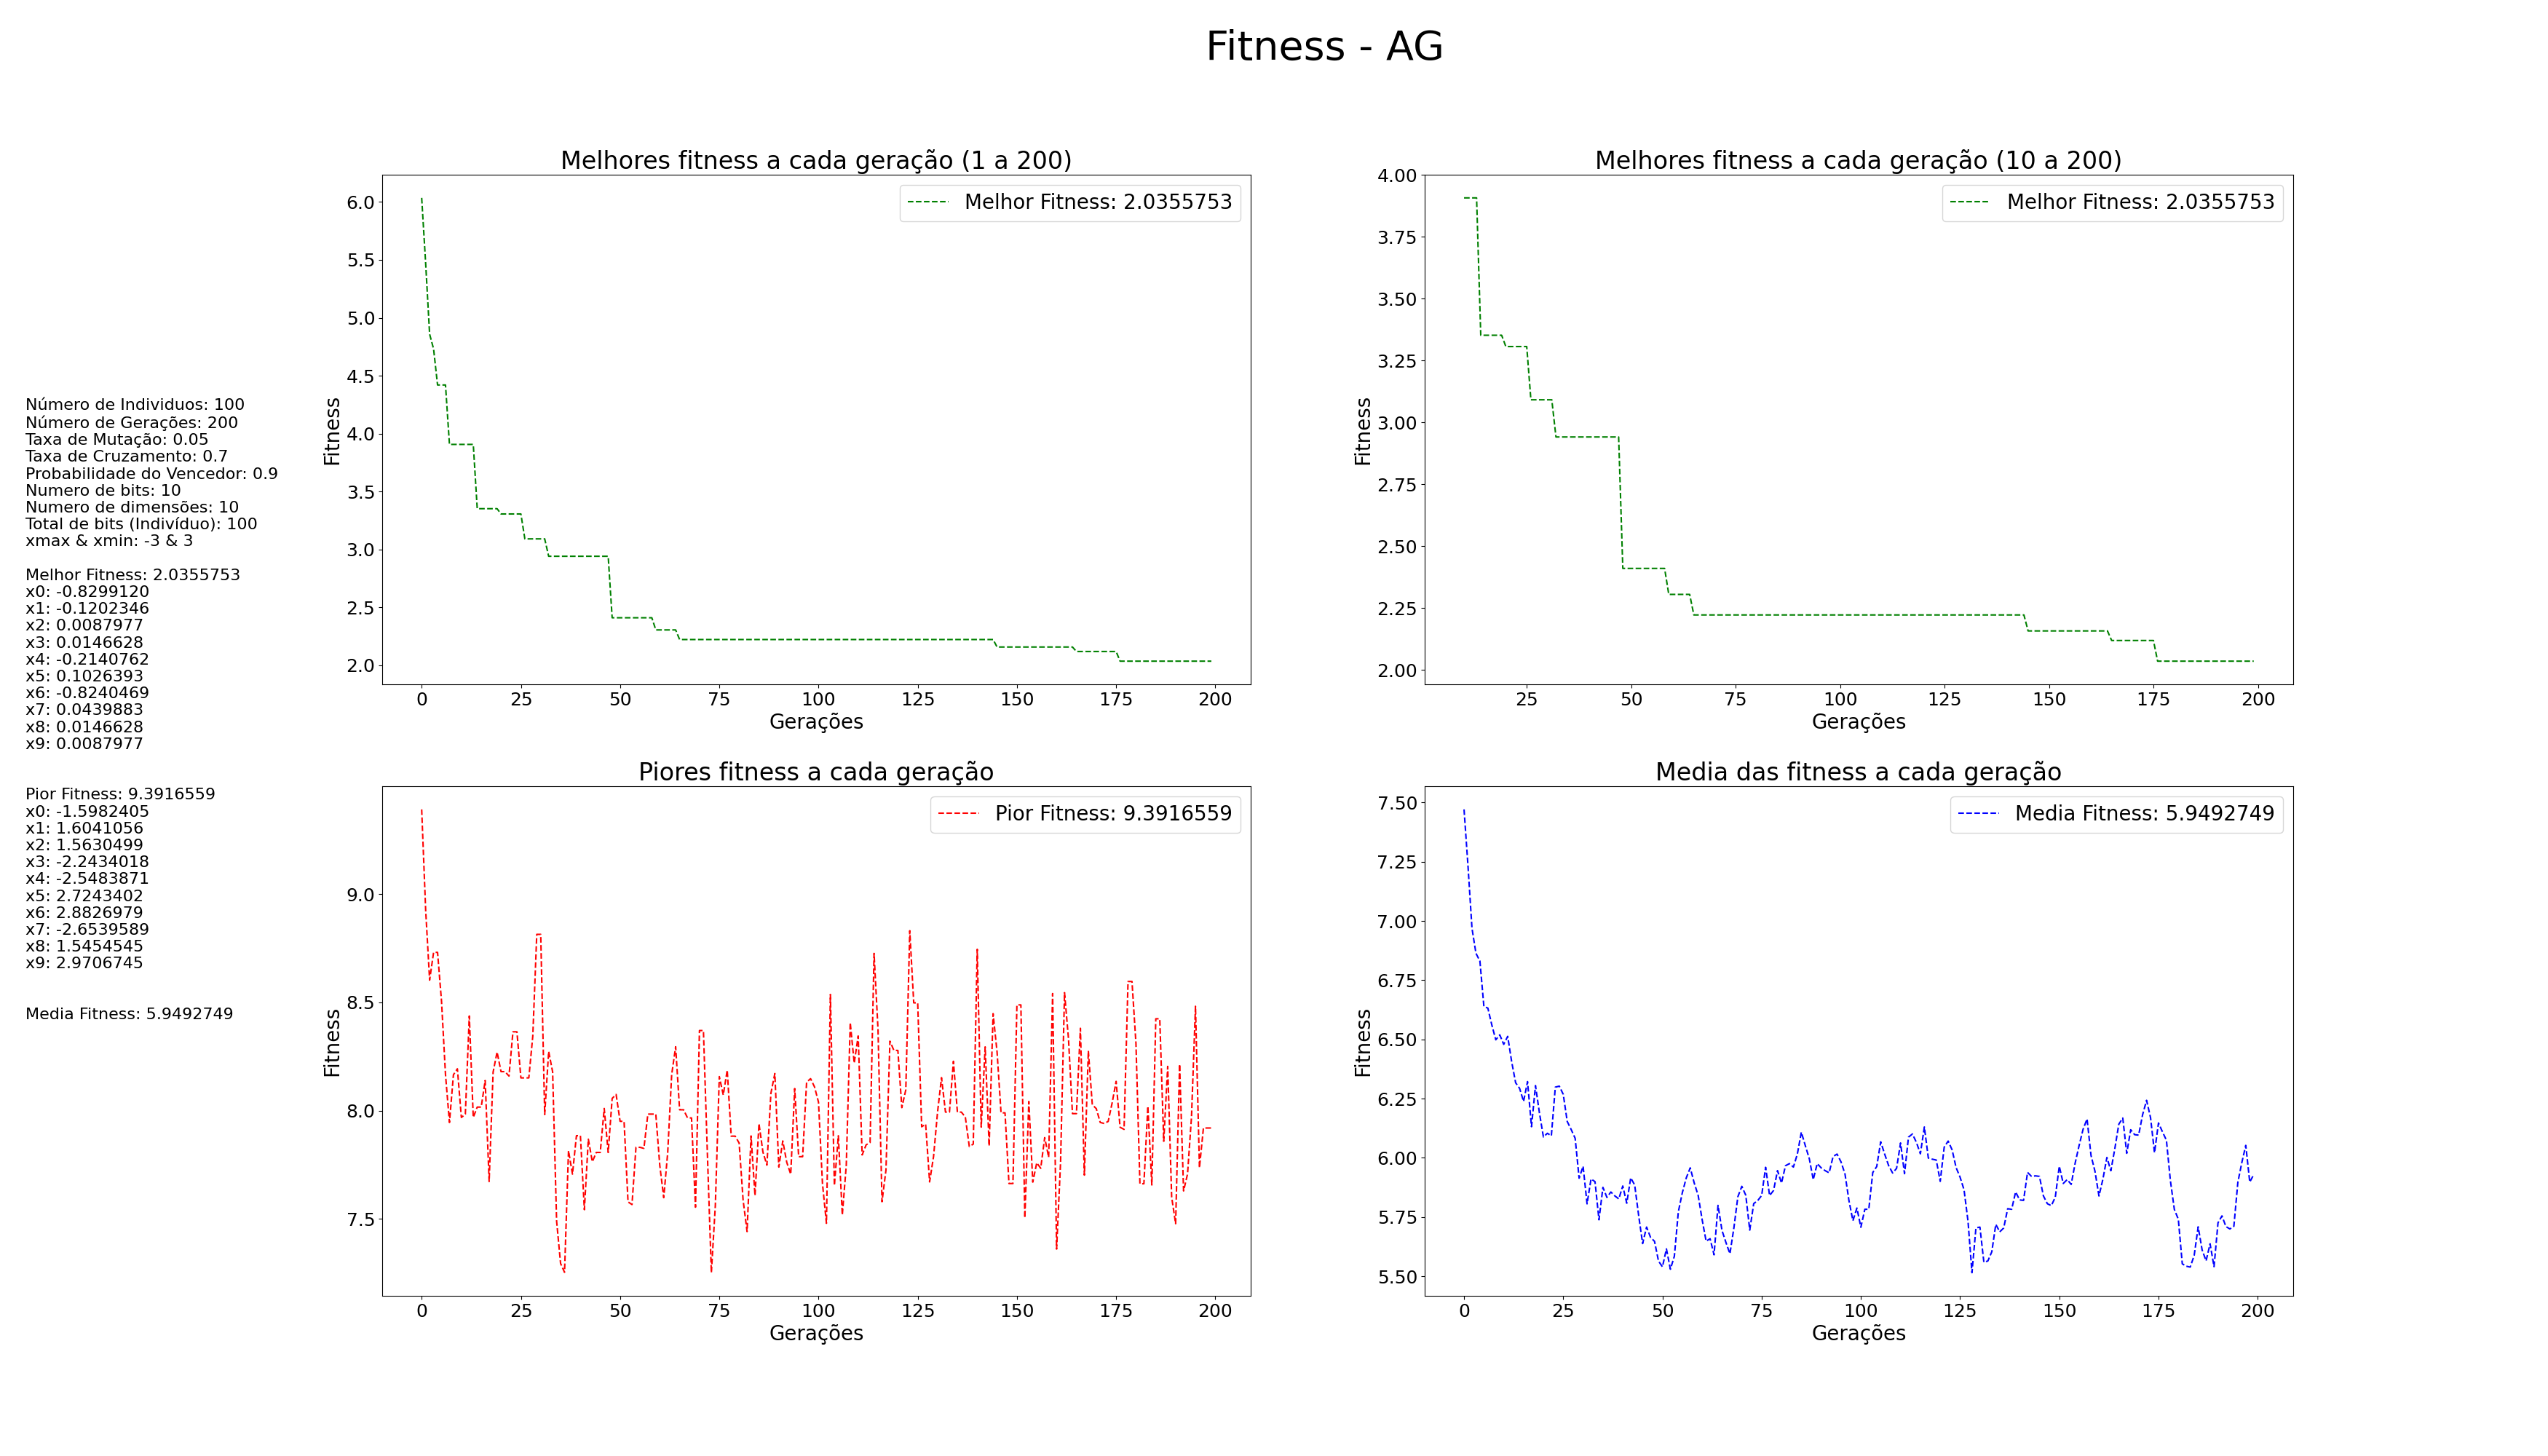 Fitness - AG
Número de Individuos: 100
Número de Gerações: 200
Taxa de Mutação: 0.05
Taxa de Cruzamento: 0.7
Probabilidade do Vencedor: 0.9
Numero de bits: 10
Numero de dimensões: 10
Total de bits (Indivíduo): 100
xmax & xmin: -3 & 3
Melhor Fitness: 2.0355753
x0: -0.8299120
x1: -0.1202346
x2: 0.0087977
x3: 0.0146628
x4: -0.2140762
x5: 0.1026393
x6: -0.8240469
x7: 0.0439883
x8: 0.0146628
x9: 0.0087977
Pior Fitness: 9.3916559
x0: -1.5982405
x1: 1.6041056
x2: 1.5630499
x3: -2.2434018
x4: -2.5483871
x5: 2.7243402
x6: 2.8826979
x7: -2.6539589
x8: 1.5454545
x9: 2.9706745
Media Fitness: 5.9492749
Melhores fitness a cada geração (1 a 200)
Melhor Fitness: 2.0355753
Fitness
6.0
5.5
5.0
4.5
4.0
3.5
3.0
2.5
2.0
0 25 50 75 100 125 150 175 200
Gerações
Melhores fitness a cada geração (10 a 200)
Melhor Fitness: 2.0355753
Fitness
4.00
3.75
3.50
3.25
3.00
2.75
2.50
2.25
2.00
25 50 75 100 125 150 175 200
Gerações
Piores fitness a cada geração
Pior Fitness: 9.3916559
Fitness
9.0
8.5
8.0
7.5
0 25 50 75 100 125 150 175 200
Gerações
Media das fitness a cada geração
Media Fitness: 5.9492749
Fitness
7.50
7.25
7.00
6.75
6.50
6.25
6.00
5.75
5.50
0 25 50 75 100 125 150 175 200
Gerações